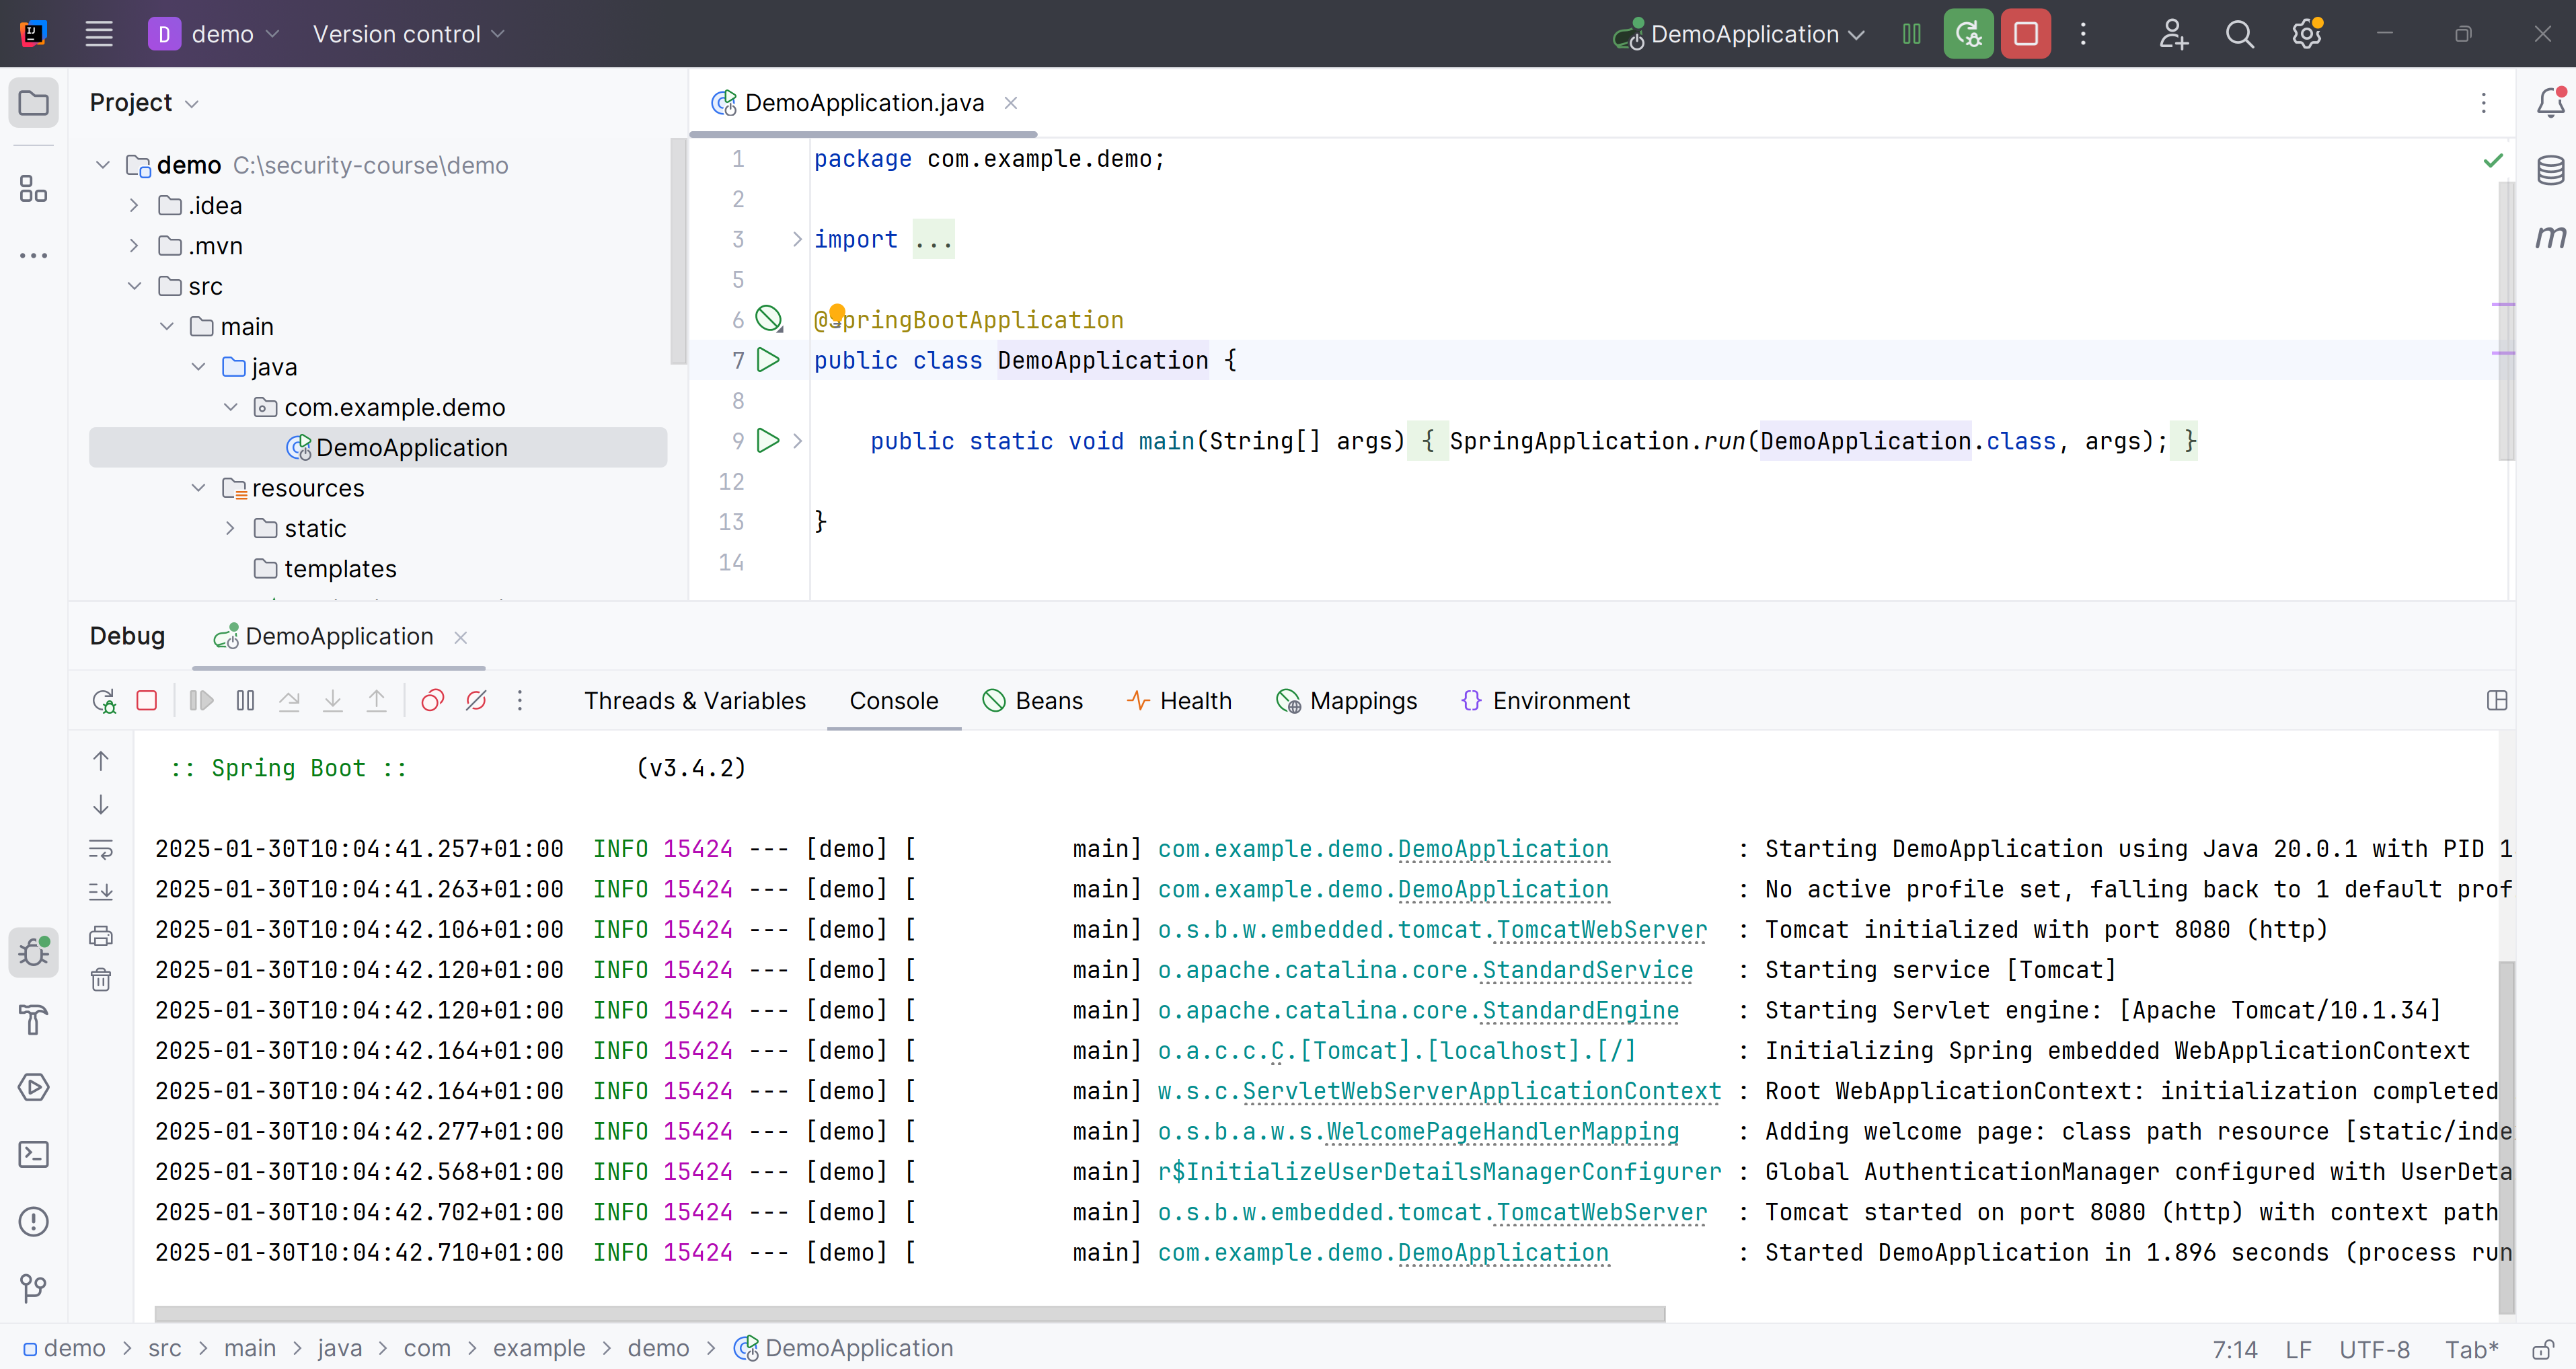 D demo Version control DemoApplication
Project
demo C:\security-course\demo
.idea
.mvn
src
main
java
com.example.demo
DemoApplication
resources
static
templates
DemoApplication.java
1 package com.example.demo;
2
3 import ...
5
6 @SpringBootApplication
7 public class DemoApplication {
8
9 public static void main(String[] args) { SpringApplication.run(DemoApplication.class, args); }
12
13 }
14
m
Debug DemoApplication
Threads & Variables Console Beans Health Mappings Environment
:: Spring Boot :: (v3.4.2)
2025-01-30T10:04:41.257+01:00 INFO 15424 --- [demo] [ main] com.example.demo.DemoApplication : Starting DemoApplication using Java 20.0.1 with PID 1
2025-01-30T10:04:41.263+01:00 INFO 15424 --- [demo] [ main] com.example.demo.DemoApplication : No active profile set, falling back to 1 default prof
2025-01-30T10:04:42.106+01:00 INFO 15424 --- [demo] [ main] o.s.b.w.embedded.tomcat.TomcatWebServer : Tomcat initialized with port 8080 (http)
2025-01-30T10:04:42.120+01:00 INFO 15424 --- [demo] [ main] o.apache.catalina.core.StandardService : Starting service [Tomcat]
2025-01-30T10:04:42.120+01:00 INFO 15424 --- [demo] [ main] o.apache.catalina.core.StandardEngine : Starting Servlet engine: [Apache Tomcat/10.1.34]
2025-01-30T10:04:42.164+01:00 INFO 15424 --- [demo] [ main] o.a.c.c.C.[Tomcat].[localhost].[/] : Initializing Spring embedded WebApplicationContext
2025-01-30T10:04:42.164+01:00 INFO 15424 --- [demo] [ main] w.s.c.ServletWebServerApplicationContext : Root WebApplicationContext: initialization completed
2025-01-30T10:04:42.277+01:00 INFO 15424 --- [demo] [ main] o.s.b.a.w.s.WelcomePageHandlerMapping : Adding welcome page: class path resource [static/inde
2025-01-30T10:04:42.568+01:00 INFO 15424 --- [demo] [ main] r$InitializeUserDetailsManagerConfigurer : Global AuthenticationManager configured with UserDeta
2025-01-30T10:04:42.702+01:00 INFO 15424 --- [demo] [ main] o.s.b.w.embedded.tomcat.TomcatWebServer : Tomcat started on port 8080 (http) with context path
2025-01-30T10:04:42.710+01:00 INFO 15424 --- [demo] [ main] com.example.demo.DemoApplication : Started DemoApplication in 1.896 seconds (process run
demo > src > main > java > com > example > demo > DemoApplication 7:14 LF UTF-8 Tab*